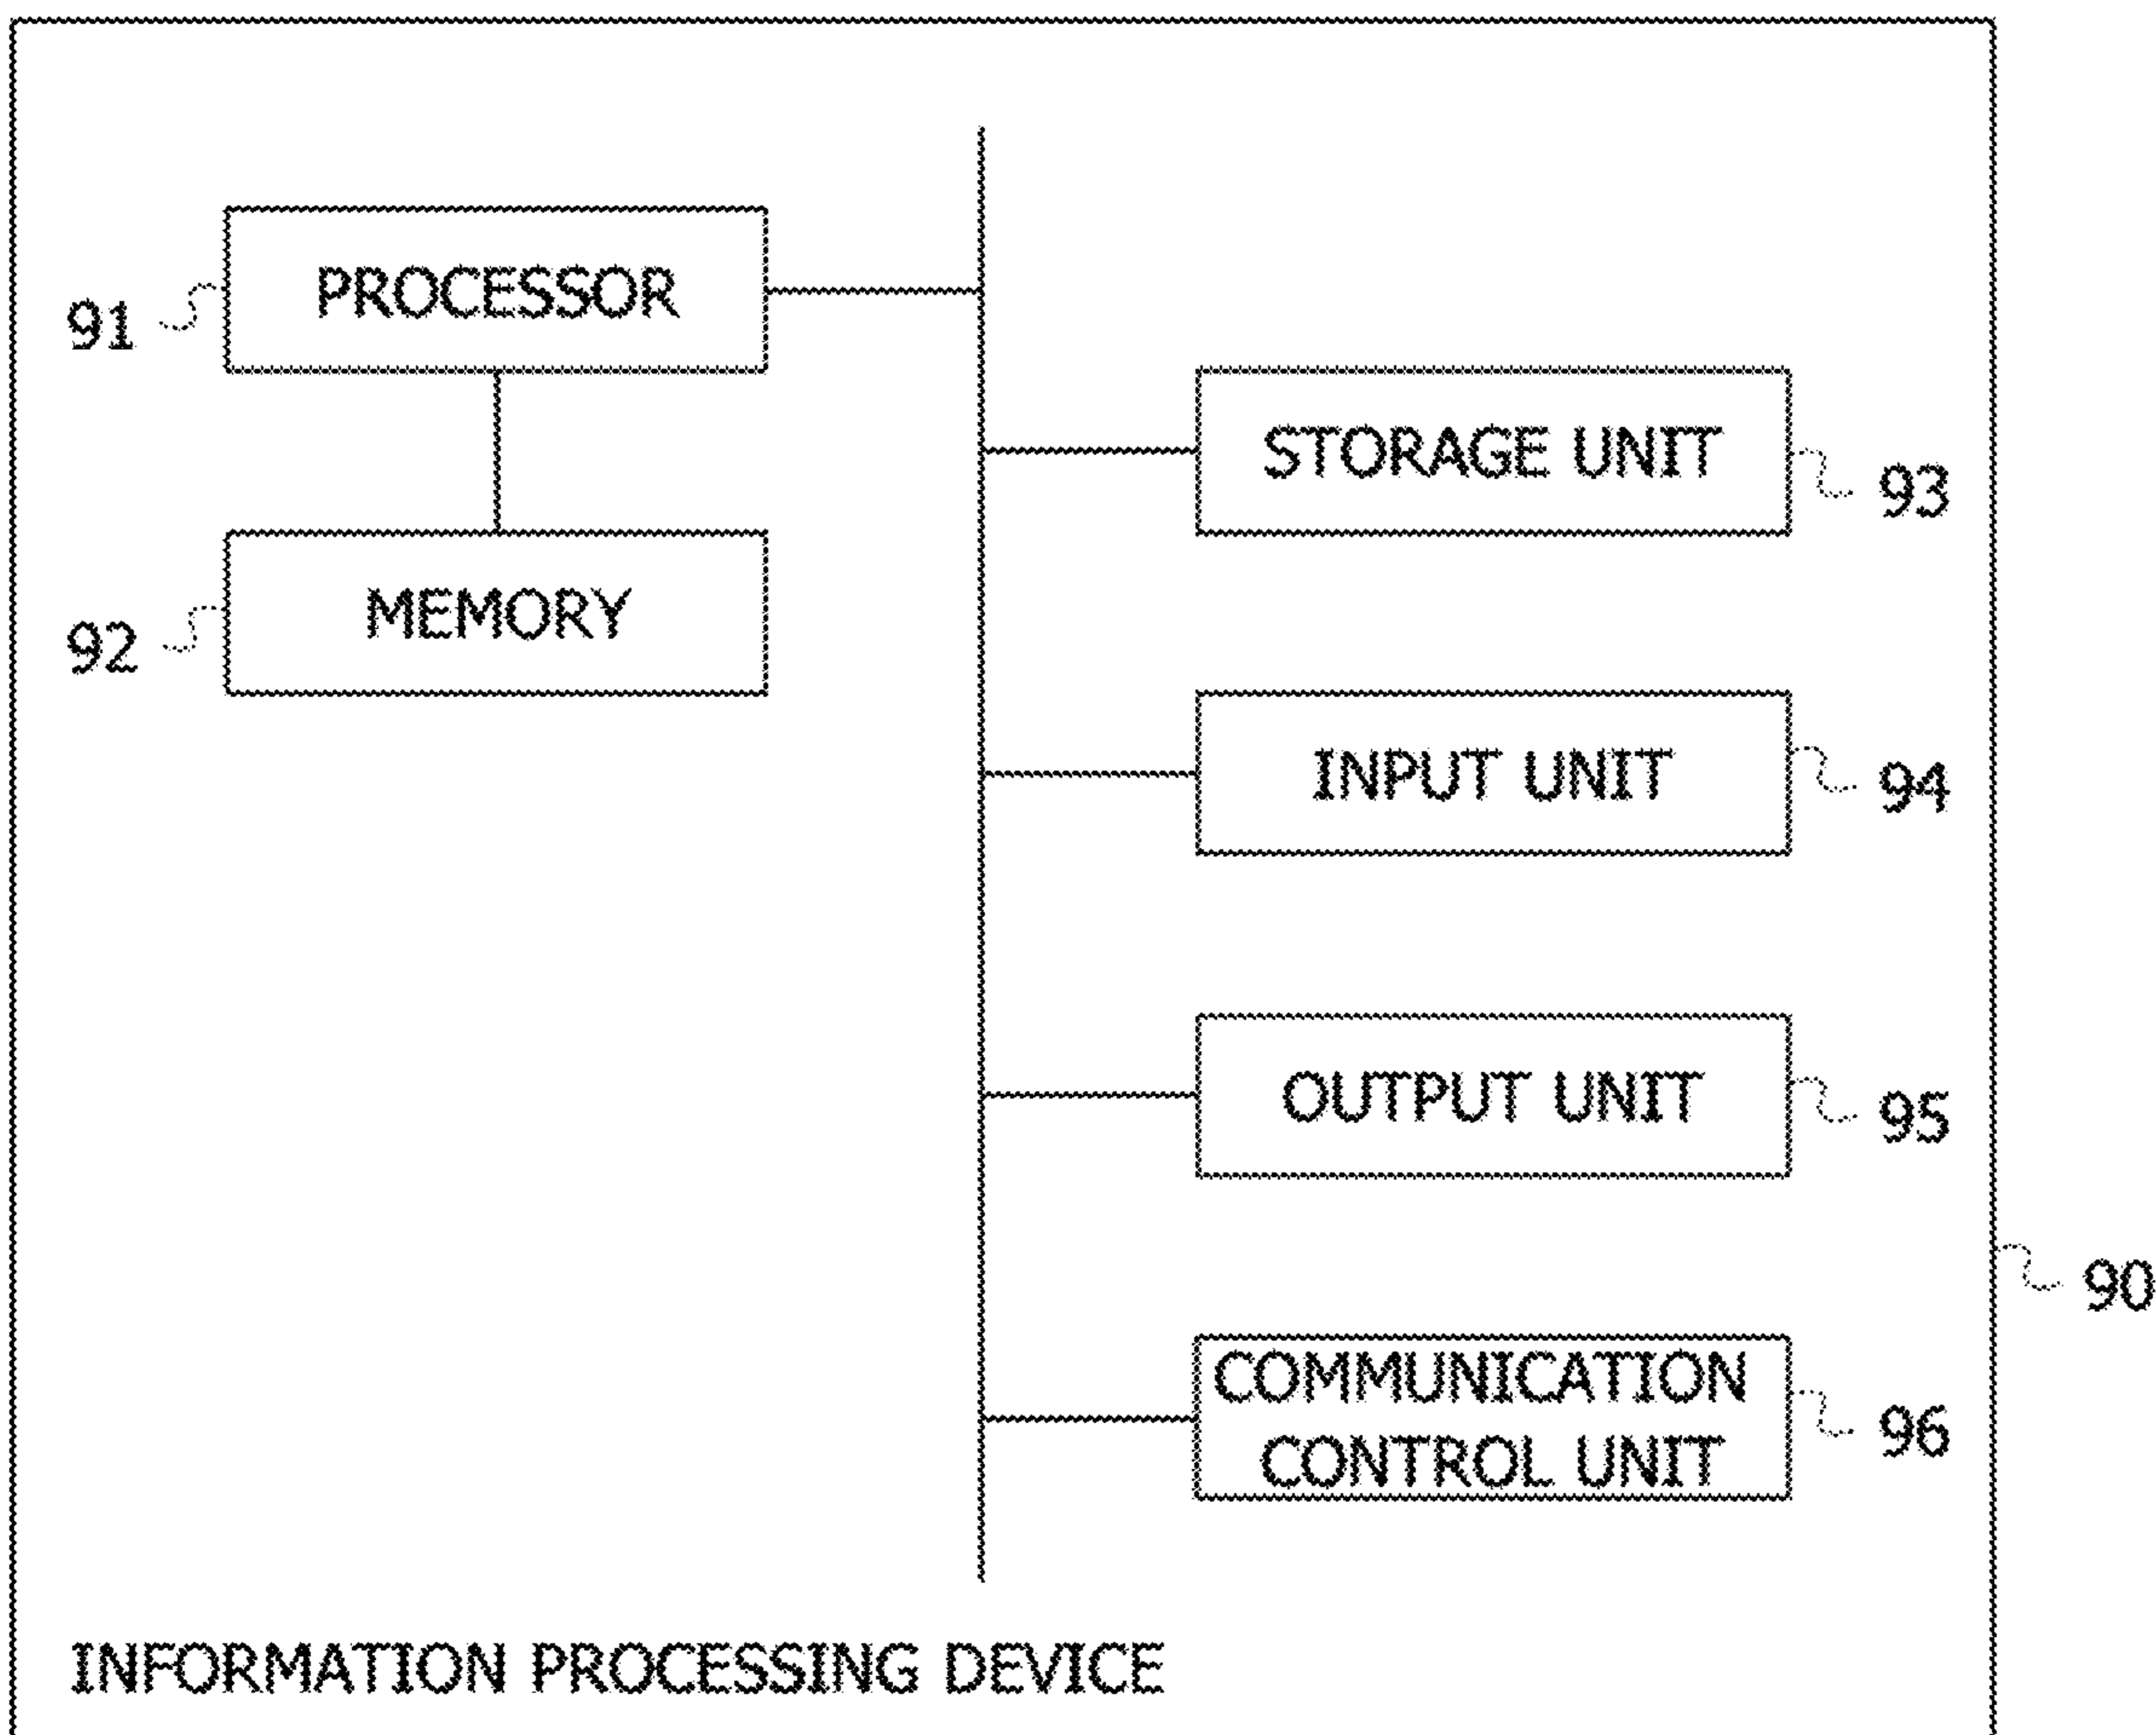 PROCESSOR
91
STORAGE UNIT
93
MEMORY
92
INPUT UNIT
94
OUTPUT UNIT
95
90
COMMUNICATION
CONTROL UNIT
96
INFORMATION PROCESSING DEVICE